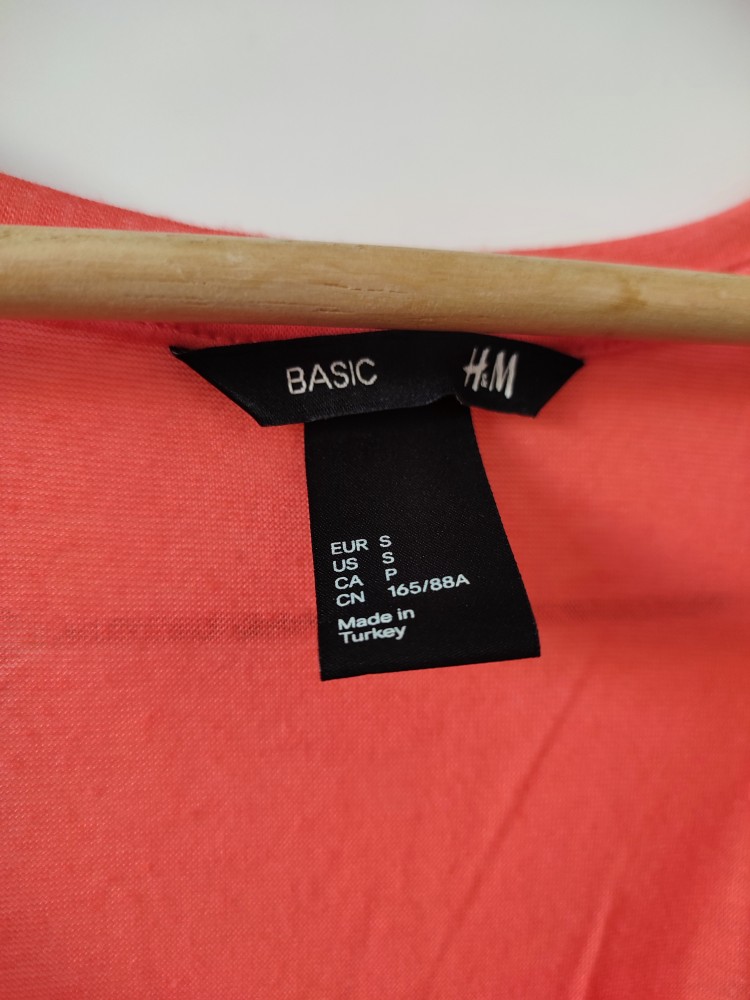 BASIC H&M
EUR S
US S
CA P
CN 165/88A
Made in
Turkey